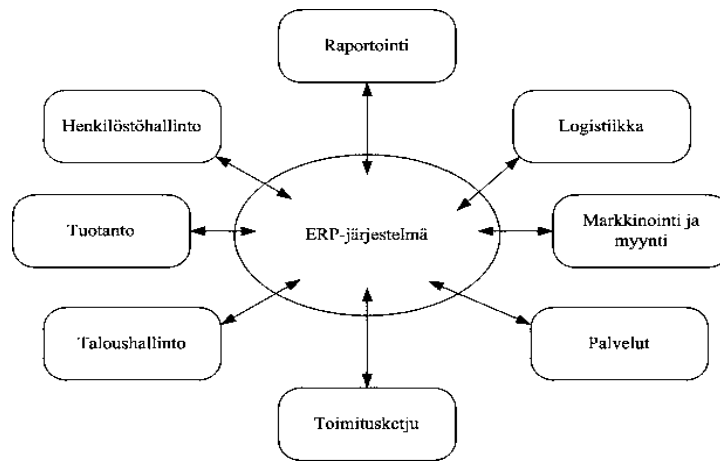 Raportointi
Henkilöstöhallinto
Logistiikka
Tuotanto
ERP-järjestelmä
Markkinointi ja
myynti
Taloushallinto
Palvelut
Toimitusketju